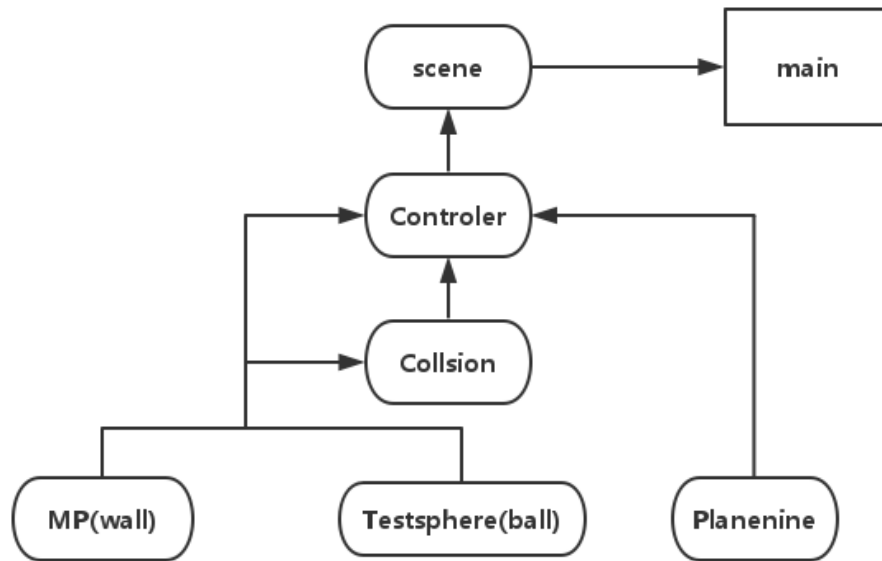 scene
main
Controler
Collsion
MP(wall)
Testsphere(ball)
Planenine